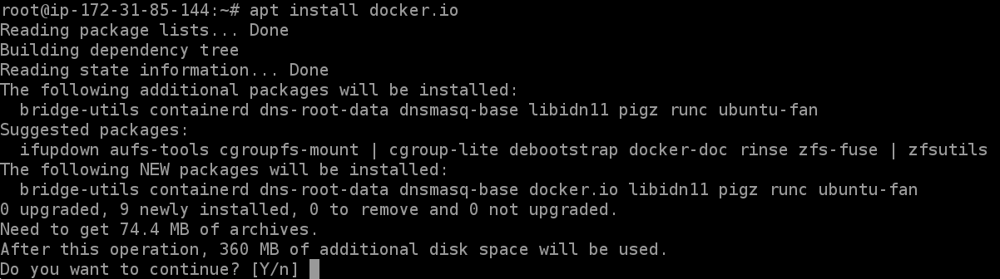 root@ip-172-31-85-144:~# apt install docker.io
Reading package lists... Done
Building dependency tree
Reading state information... Done
The following additional packages will be installed:
  bridge-utils containerd dns-root-data dnsmasq-base libidn11 pigz runc ubuntu-fan
Suggested packages:
  ifupdown aufs-tools cgroupfs-mount | cgroup-lite debootstrap docker-doc rinse zfs-fuse | zfsutils
The following NEW packages will be installed:
  bridge-utils containerd dns-root-data dnsmasq-base docker.io libidn11 pigz runc ubuntu-fan
0 upgraded, 9 newly installed, 0 to remove and 0 not upgraded.
Need to get 74.4 MB of archives.
After this operation, 360 MB of additional disk space will be used.
Do you want to continue? [Y/n]